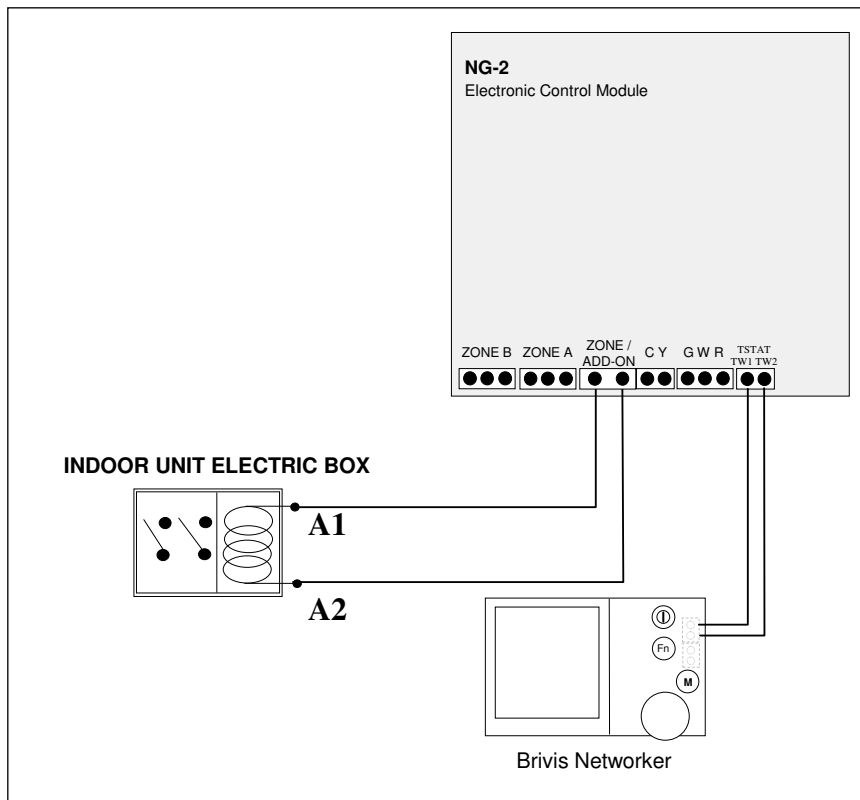 NG-2
Electronic Control Module
ZONE B ZONE A ZONE / ADD-ON C Y G W R TSTAT
TW1 TW2
INDOOR UNIT ELECTRIC BOX
A1
A2
Fn
M
Brivis Networker